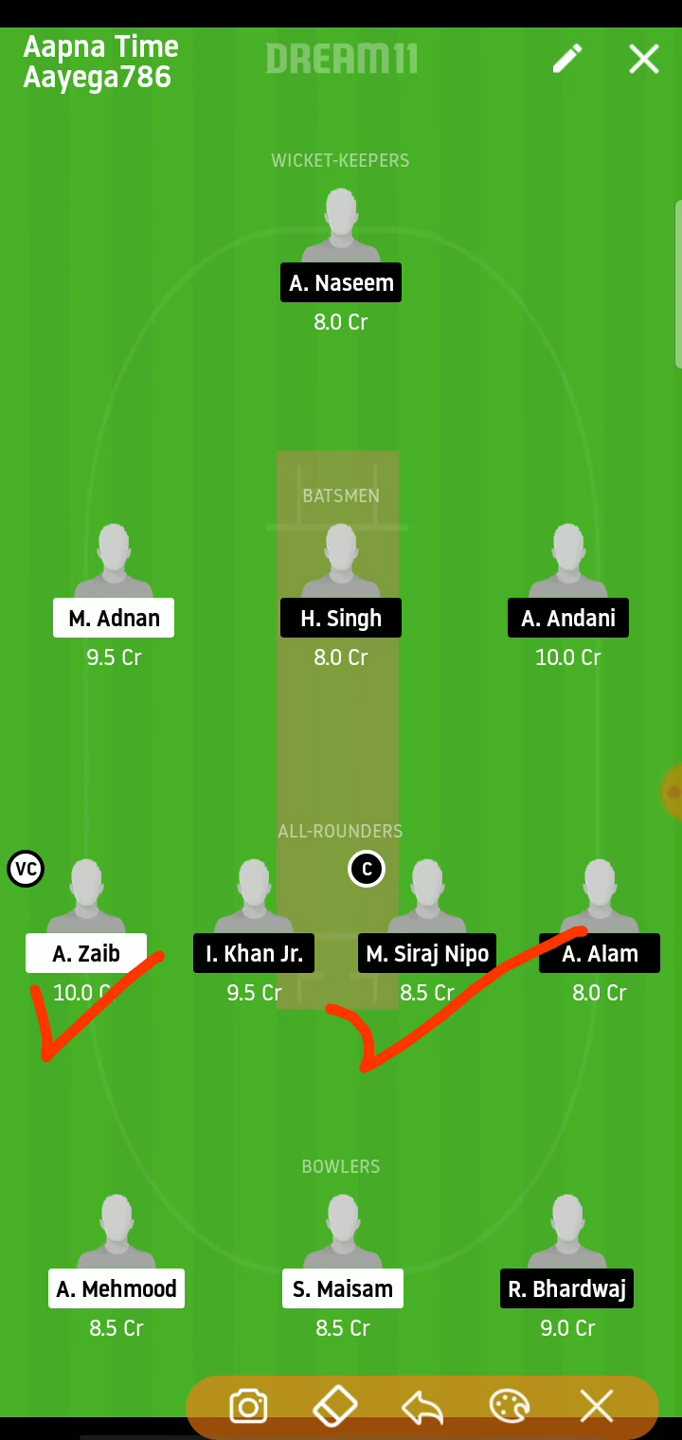 Aapna Time
Aayega786
DREAM11
WICKET-KEEPERS
A. Naseem
8.0 Cr
BATSMEN
M. Adnan
H. Singh
A. Andani
9.5 Cr
8.0 Cr
10.0 Cr
ALL-ROUNDERS
VC
C
A. Zaib
I. Khan Jr.
M. Siraj Nipo
A. Alam
10.0 Cr
9.5 Cr
8.5 Cr
8.0 Cr
BOWLERS
A. Mehmood
S. Maisam
R. Bhardwaj
8.5 Cr
8.5 Cr
9.0 Cr